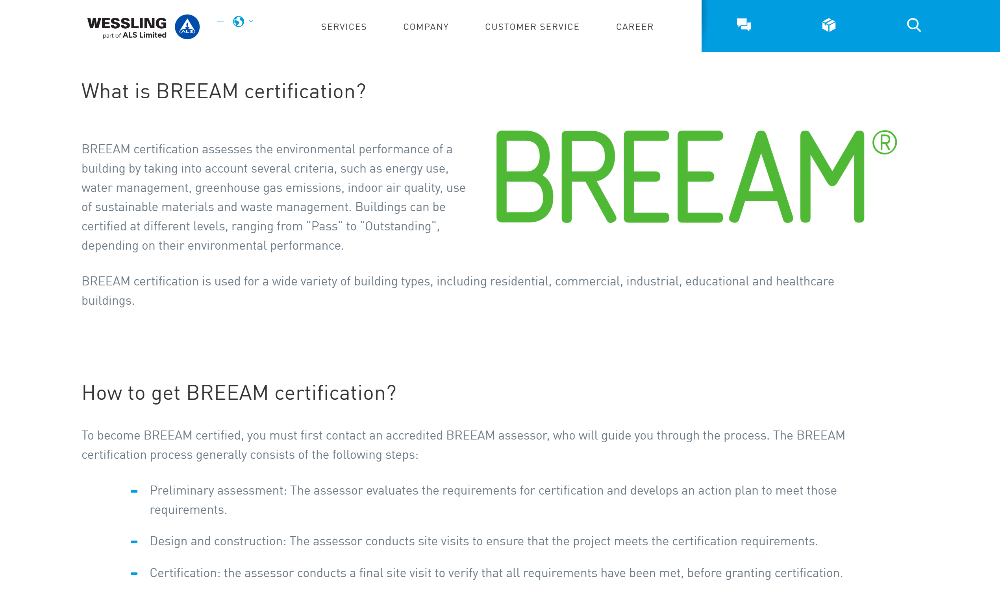 WESSLING
part of ALS Limited
ALS
SERVICES
COMPANY
CUSTOMER SERVICE
CAREER
What is BREEAM certification?
BREEAM certification assesses the environmental performance of a
building by taking into account several criteria, such as energy use,
water management, greenhouse gas emissions, indoor air quality, use
of sustainable materials and waste management. Buildings can be
certified at different levels, ranging from "Pass" to "Outstanding",
depending on their environmental performance.
BREEAM®
BREEAM certification is used for a wide variety of building types, including residential, commercial, industrial, educational and healthcare
buildings.
How to get BREEAM certification?
To become BREEAM certified, you must first contact an accredited BREEAM assessor, who will guide you through the process. The BREEAM
certification process generally consists of the following steps:
Preliminary assessment: The assessor evaluates the requirements for certification and develops an action plan to meet those
requirements.
Design and construction: The assessor conducts site visits to ensure that the project meets the certification requirements.
Certification: the assessor conducts a final site visit to verify that all requirements have been met, before granting certification.